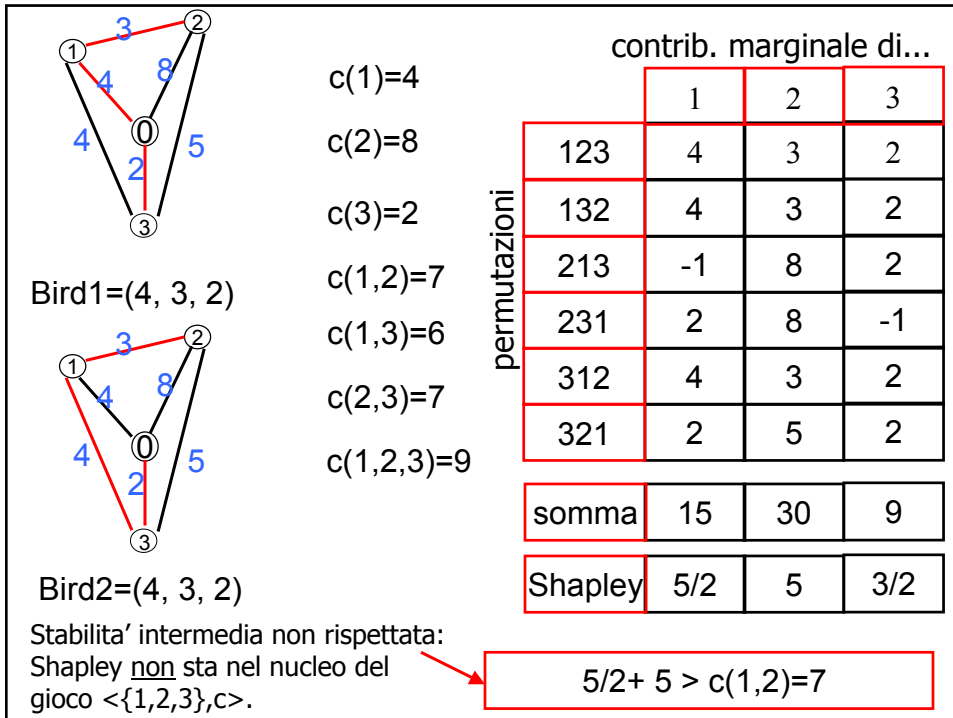 3
2
1
4
8
0
4
2
5
3
Bird1=(4, 3, 2)
3
2
1
4
8
0
4
2
5
3
Bird2=(4, 3, 2)
c(1)=4
c(2)=8
c(3)=2
c(1,2)=7
c(1,3)=6
c(2,3)=7
c(1,2,3)=9
contrib. marginale di...
permutazioni
1 2 3
123 4 3 2
132 4 3 2
213 -1 8 2
231 2 8 -1
312 4 3 2
321 2 5 2
somma 15 30 9
Shapley 5/2 5 3/2
Stabilita' intermedia non rispettata:
Shapley non sta nel nucleo del
gioco <{1,2,3},c>.
5/2+ 5 > c(1,2)=7